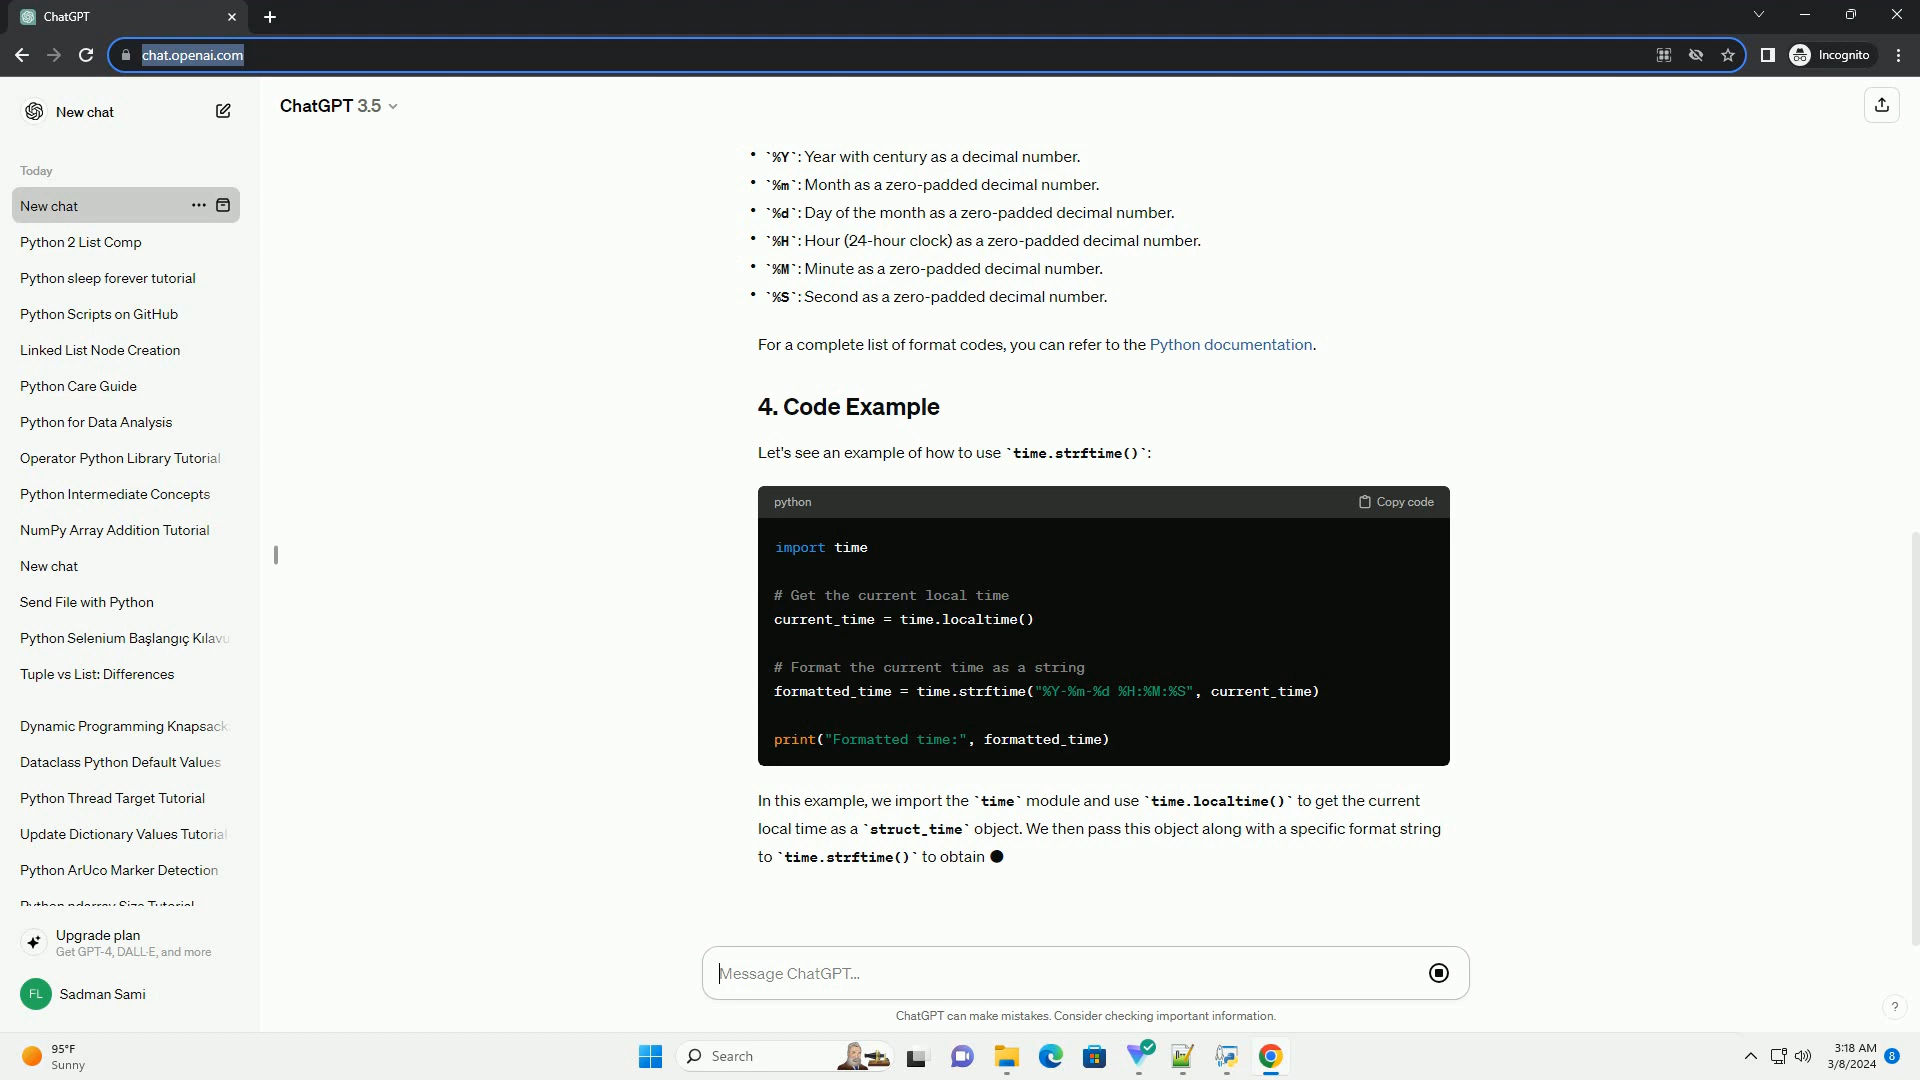 ChatGPT
chat.openai.com
Incognito
New chat
ChatGPT 3.5
Today
New chat
Python 2 List Comp
Python sleep forever tutorial
Python Scripts on GitHub
Linked List Node Creation
Python Care Guide
Python for Data Analysis
Operator Python Library Tutorial
Python Intermediate Concepts
NumPy Array Addition Tutorial
New chat
Send File with Python
Python Selenium Başlangıç Kılavu
Tuple vs List: Differences
Dynamic Programming Knapsack
Dataclass Python Default Values
Python Thread Target Tutorial
Update Dictionary Values Tutorial
Python ArUco Marker Detection
Python ndarray Size Tutorial
Upgrade plan
Get GPT-4, DALL·E, and more
FL Sadman Sami
• `%Y`: Year with century as a decimal number.
• `%m`: Month as a zero-padded decimal number.
• `%d`: Day of the month as a zero-padded decimal number.
• `%H`: Hour (24-hour clock) as a zero-padded decimal number.
• `%M`: Minute as a zero-padded decimal number.
• `%S`: Second as a zero-padded decimal number.
For a complete list of format codes, you can refer to the Python documentation.
4. Code Example
Let's see an example of how to use `time.strftime()`:
python Copy code
import time
# Get the current local time
current_time = time.localtime()
# Format the current time as a string
formatted_time = time.strftime("%Y-%m-%d %H:%M:%S", current_time)
print("Formatted time:", formatted_time)
In this example, we import the `time` module and use `time.localtime()` to get the current
local time as a `struct_time` object. We then pass this object along with a specific format string
to `time.strftime()` to obtain
Message ChatGPT...
ChatGPT can make mistakes. Consider checking important information.
?
95°F
Sunny
Search
3:18 AM
3/8/2024
8